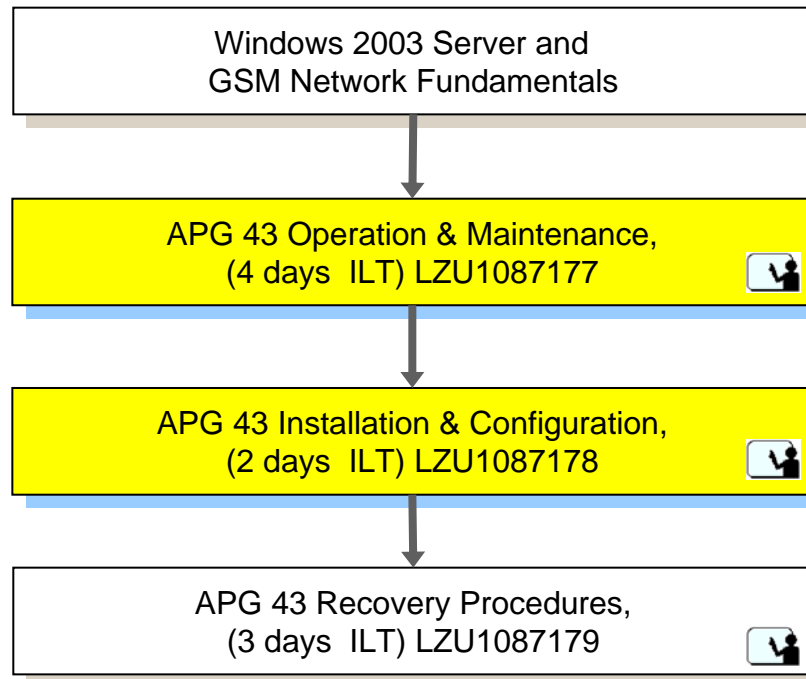 Windows 2003 Server and
GSM Network Fundamentals
APG 43 Operation & Maintenance,
(4 days ILT) LZU1087177
APG 43 Installation & Configuration,
(2 days ILT) LZU1087178
APG 43 Recovery Procedures,
(3 days ILT) LZU1087179